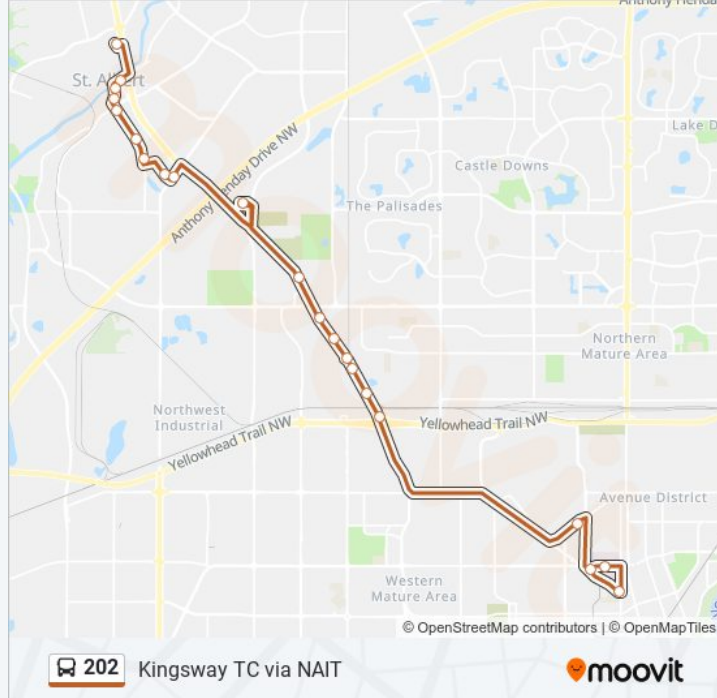 Anthony Henday
St. Albert
Lake D
Castle Downs
Anthony Henday Drive NW
The Palisades
Northern
Mature Area
Northwest
Industrial
Yellowhead Trail NW
Yellowhead Trail NW
Avenue District
Western
Mature Area
© OpenStreetMap contributors | © OpenMapTiles
202 Kingsway TC via NAIT
moovit